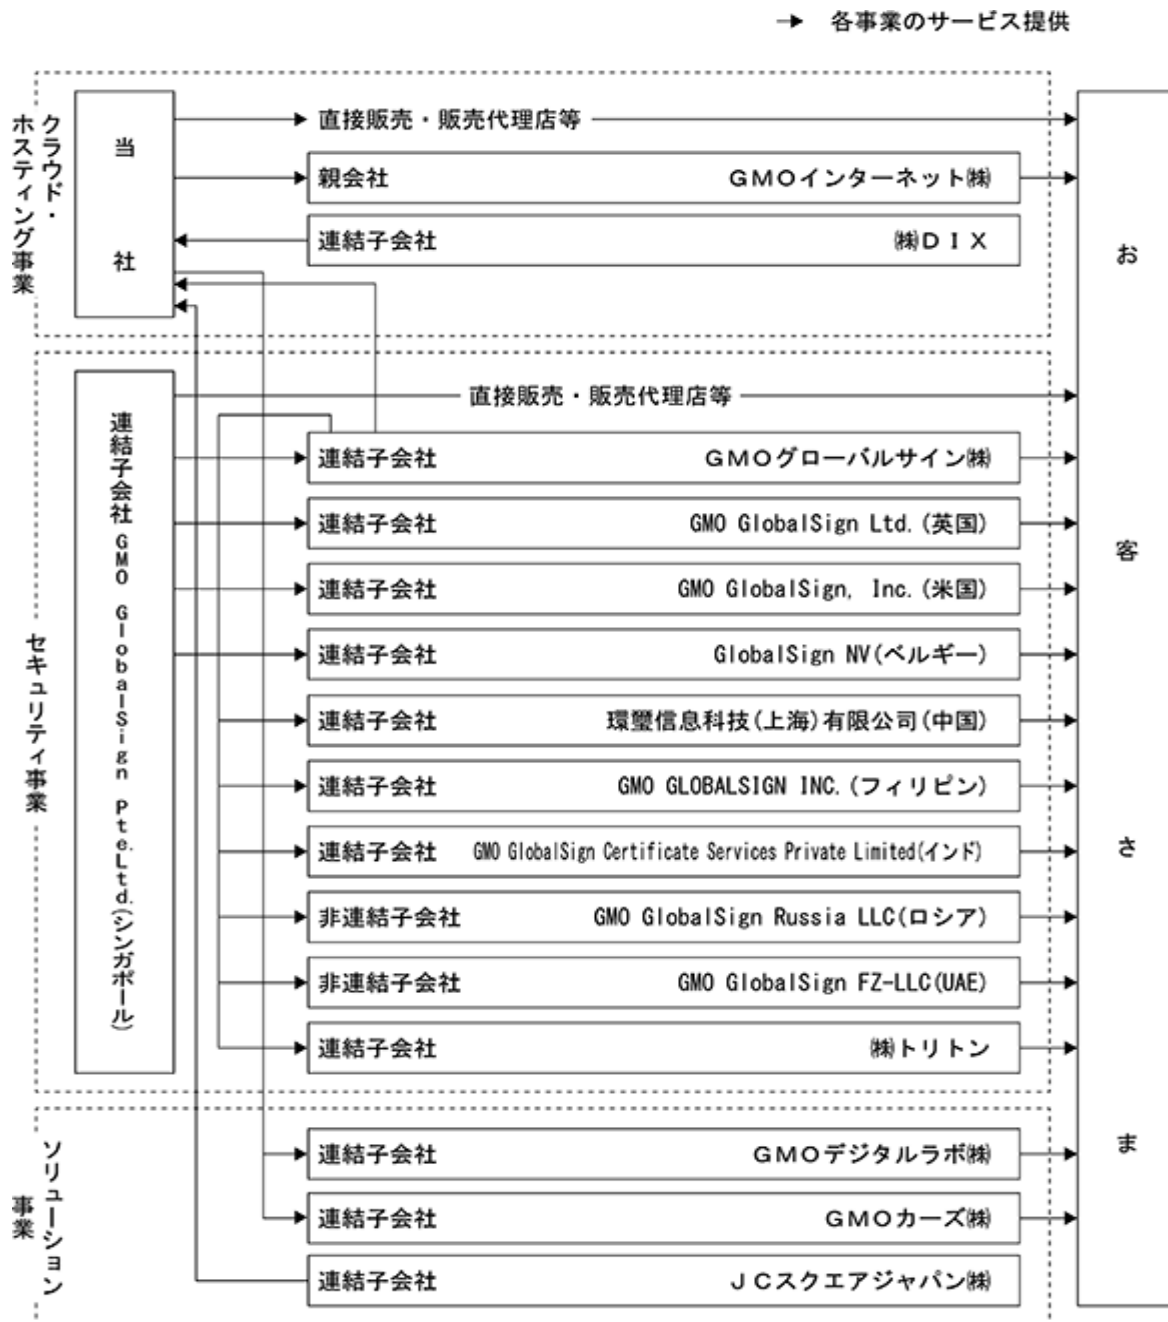 → 各事業のサービス提供
クラウド・ホスティング事業
当社
直接販売・販売代理店等
親会社 GMOインターネット㈱
連結子会社 ㈱DIX
セキュリティ事業
連結子会社 GMO GlobalSign Pte.Ltd.(シンガポール)
直接販売・販売代理店等
連結子会社 GMOグローバルサイン㈱
連結子会社 GMO GlobalSign Ltd.(英国)
連結子会社 GMO GlobalSign, Inc.(米国)
連結子会社 GlobalSign NV(ベルギー)
連結子会社 環璽信息科技(上海)有限公司(中国)
連結子会社 GMO GLOBALSIGN INC.(フィリピン)
連結子会社 GMO GlobalSign Certificate Services Private Limited(インド)
非連結子会社 GMO GlobalSign Russia LLC(ロシア)
非連結子会社 GMO GlobalSign FZ-LLC(UAE)
連結子会社 ㈱トリトン
ソリューション事業
連結子会社 GMOデジタルラボ㈱
連結子会社 GMOカーズ㈱
連結子会社 JCスクエアジャパン㈱
お客さま